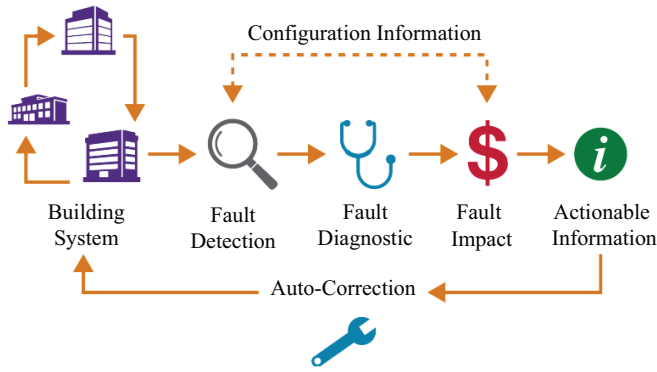 Configuration Information
$
i
Building
System
Fault
Detection
Fault
Diagnostic
Fault
Impact
Actionable
Information
Auto-Correction